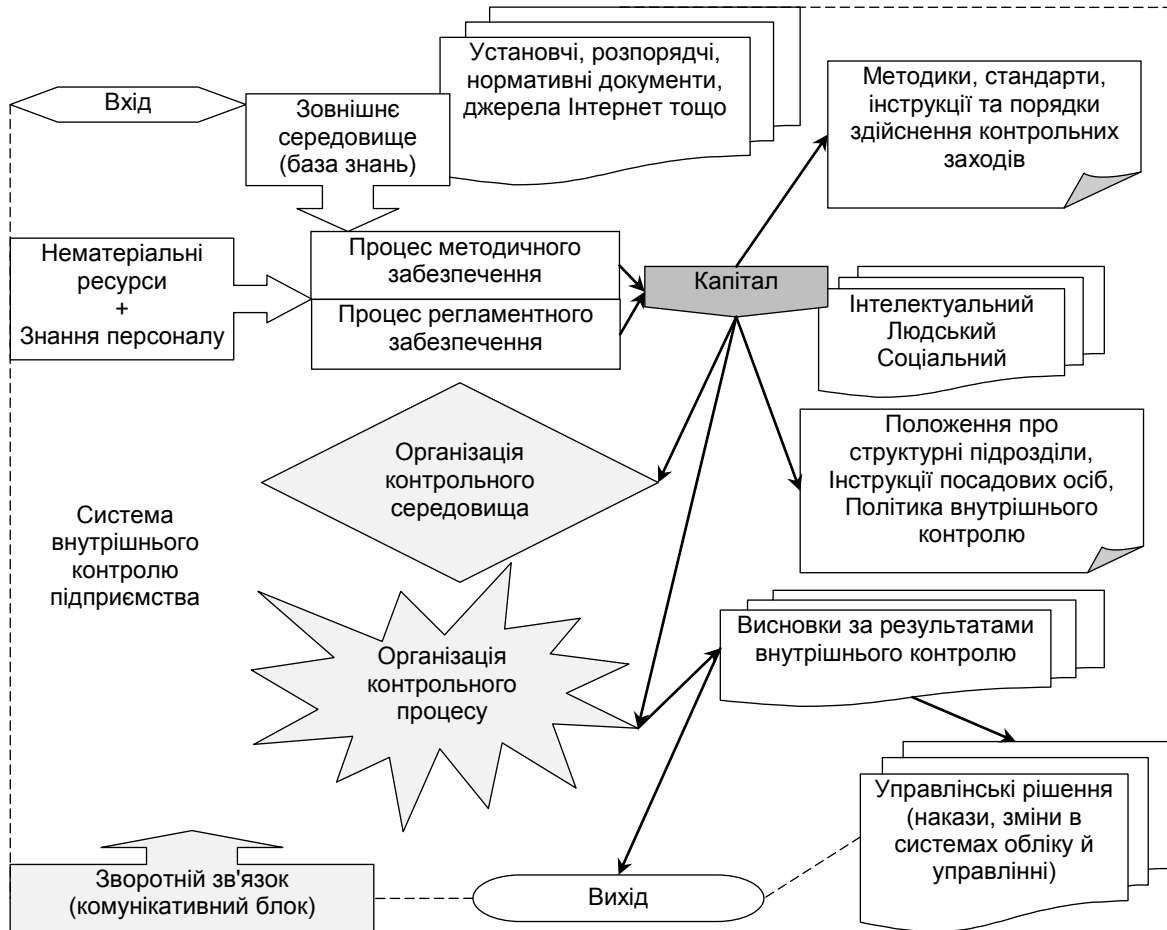 Вхід
Зовнішнє
середовище
(база знань)
Установчі, розпорядчі,
нормативні документи,
джерела Інтернет тощо
Методики, стандарти,
інструкції та порядки
здійснення контрольних
заходів
Нематеріальні
ресурси
+
Знання персоналу
Процес методичного
забезпечення
Процес регламентного
забезпечення
Капітал
Інтелектуальний
Людський
Соціальний
Організація
контрольного
середовища
Положення про
структурні підрозділи,
Інструкції посадових осіб,
Політика внутрішнього
контролю
Система
внутрішнього
контролю
підприємства
Організація
контрольного
процесу
Висновки за результатами
внутрішнього контролю
Управлінські рішення
(накази, зміни в
системах обліку й
управлінні)
Зворотній зв'язок
(комунікативний блок)
Вихід